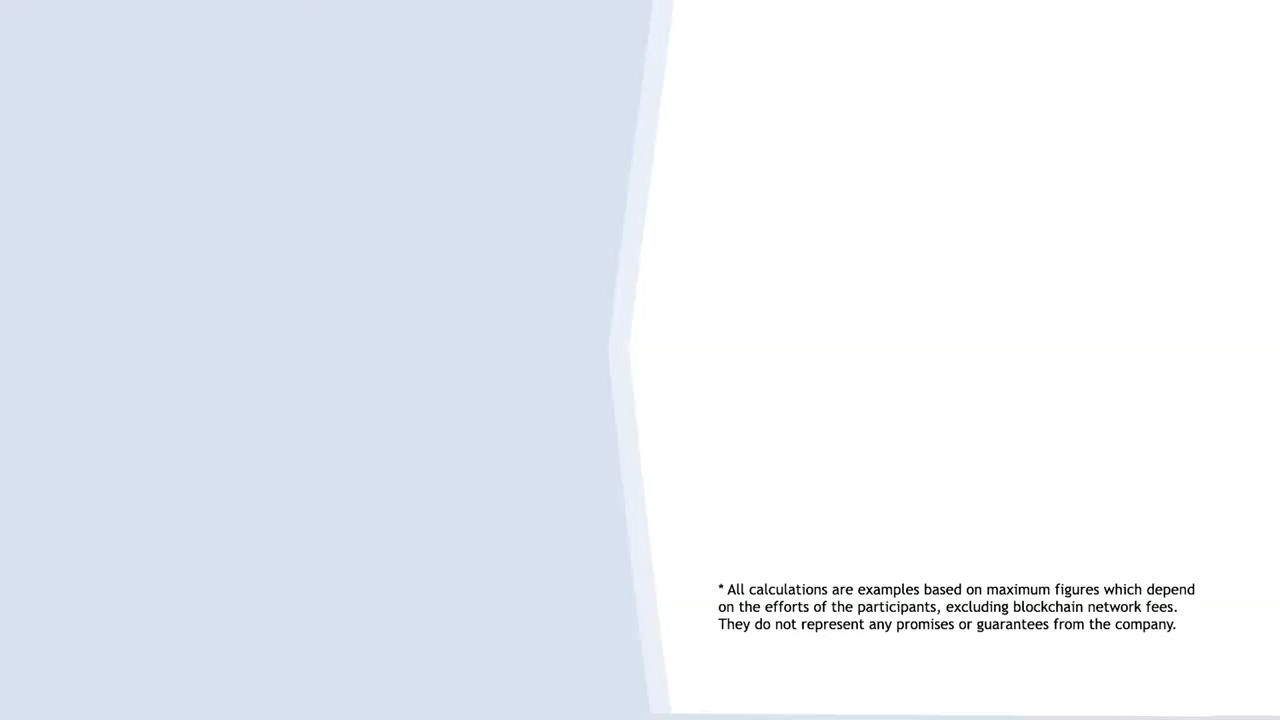 * All calculations are examples based on maximum figures which depend
on the efforts of the participants, excluding blockchain network fees.
They do not represent any promises or guarantees from the company.